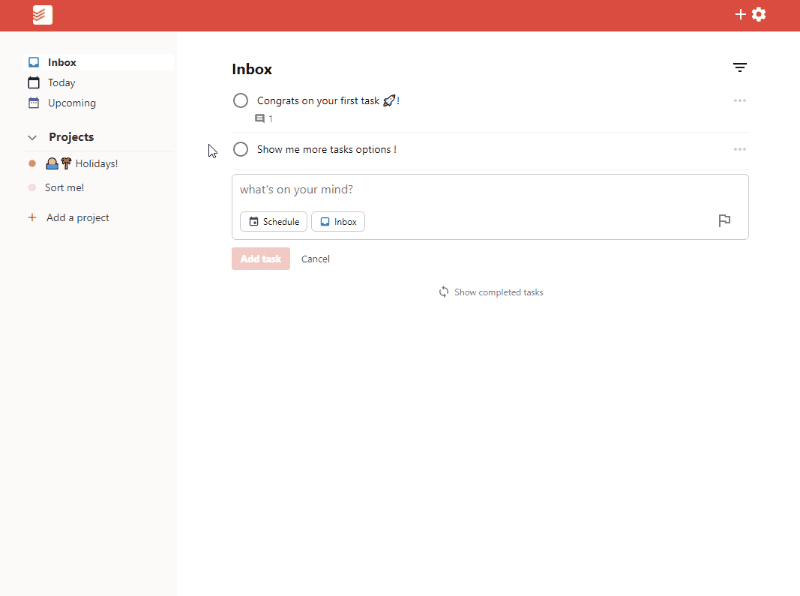 Inbox
Today
Upcoming
Projects
Holidays!
Sort me!
+ Add a project
Inbox
Congrats on your first task 🚀!
1
Show me more tasks options !
what's on your mind?
Schedule Inbox
Add task Cancel
Show completed tasks